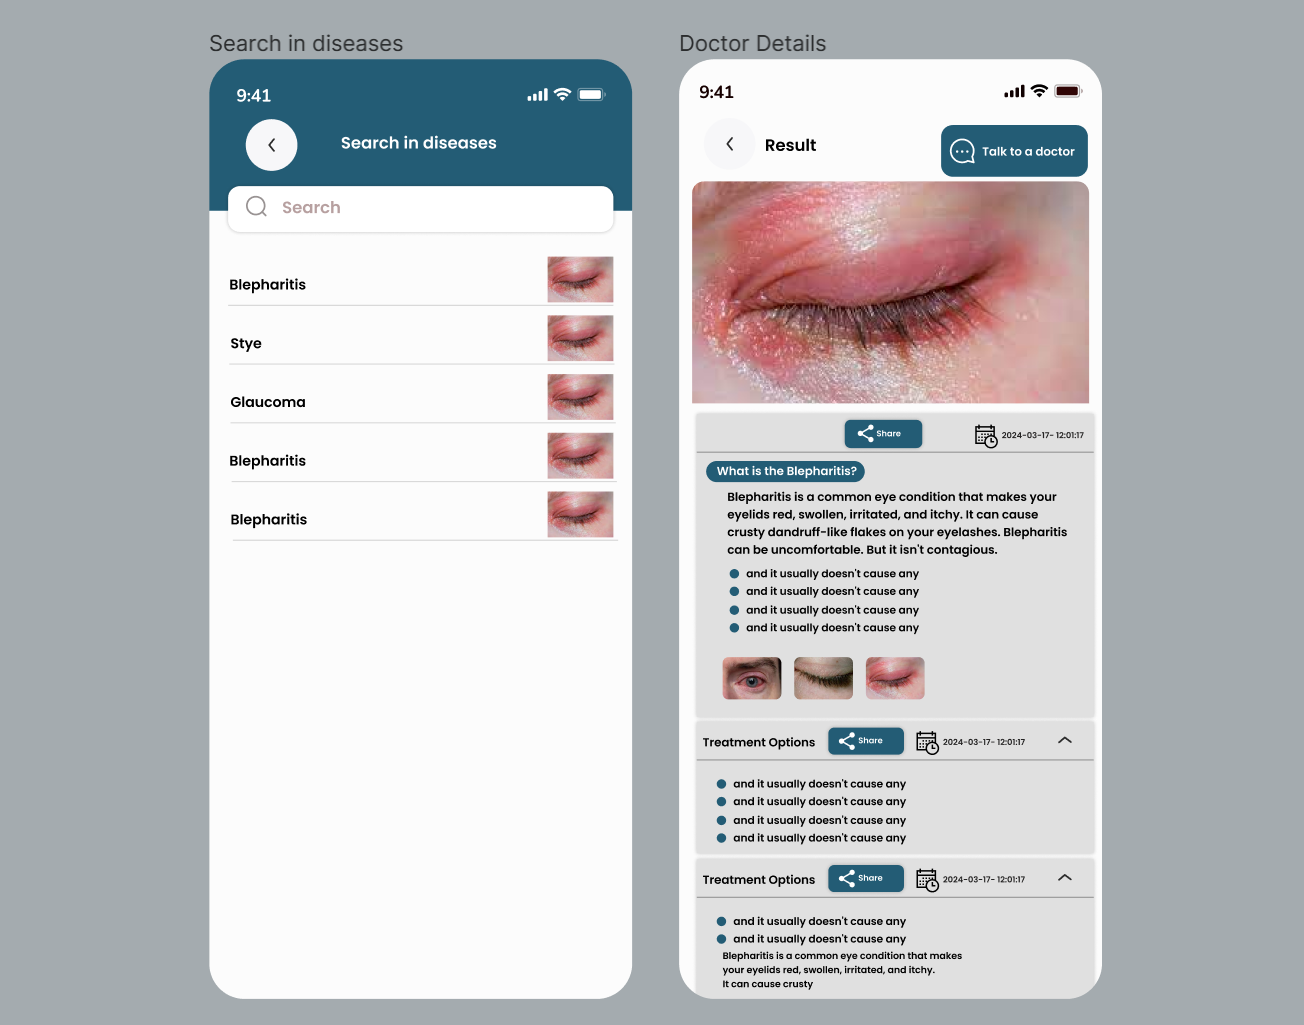 Search in diseases
9:41
Search in diseases
Search
Blepharitis
Stye
Glaucoma
Blepharitis
Blepharitis
Doctor Details
9:41
Result
Talk to a doctor
Share
2024-03-17- 12:01:17
What is the Blepharitis?
Blepharitis is a common eye condition that makes your
eyelids red, swollen, irritated, and itchy. It can cause
crusty dandruff-like flakes on your eyelashes. Blepharitis
can be uncomfortable. But it isn't contagious.
and it usually doesn't cause any
and it usually doesn't cause any
and it usually doesn't cause any
and it usually doesn't cause any
Treatment Options
Share
2024-03-17- 12:01:17
and it usually doesn't cause any
and it usually doesn't cause any
and it usually doesn't cause any
and it usually doesn't cause any
Treatment Options
Share
2024-03-17- 12:01:17
and it usually doesn't cause any
and it usually doesn't cause any
Blepharitis is a common eye condition that makes
your eyelids red, swollen, irritated, and itchy.
It can cause crusty